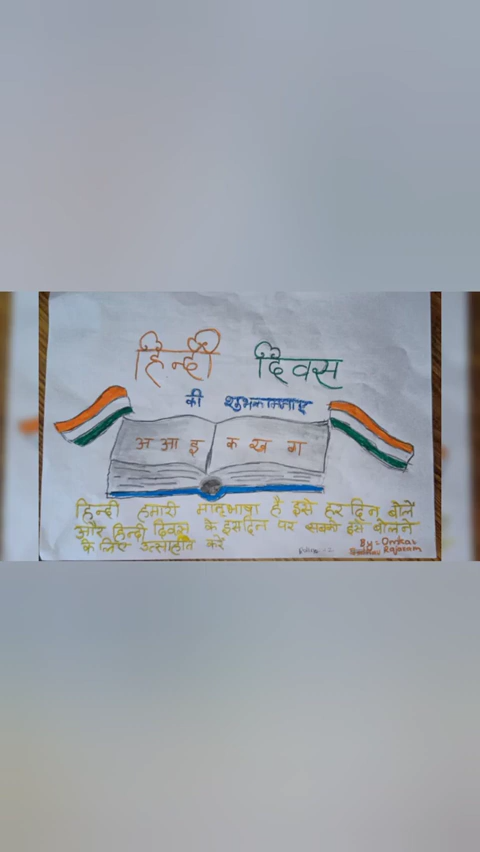 हिन्दी दिवस
की शुभकामनाएं
अ आ इ क ख ग
हिन्दी हमारी मातृभाषा है इसे हर दिन बोलें
और हिन्दी दिवस के इस दिन पर सबको इसे बोलने
के लिए उत्साहित करें
By = Omkar
Rajaram